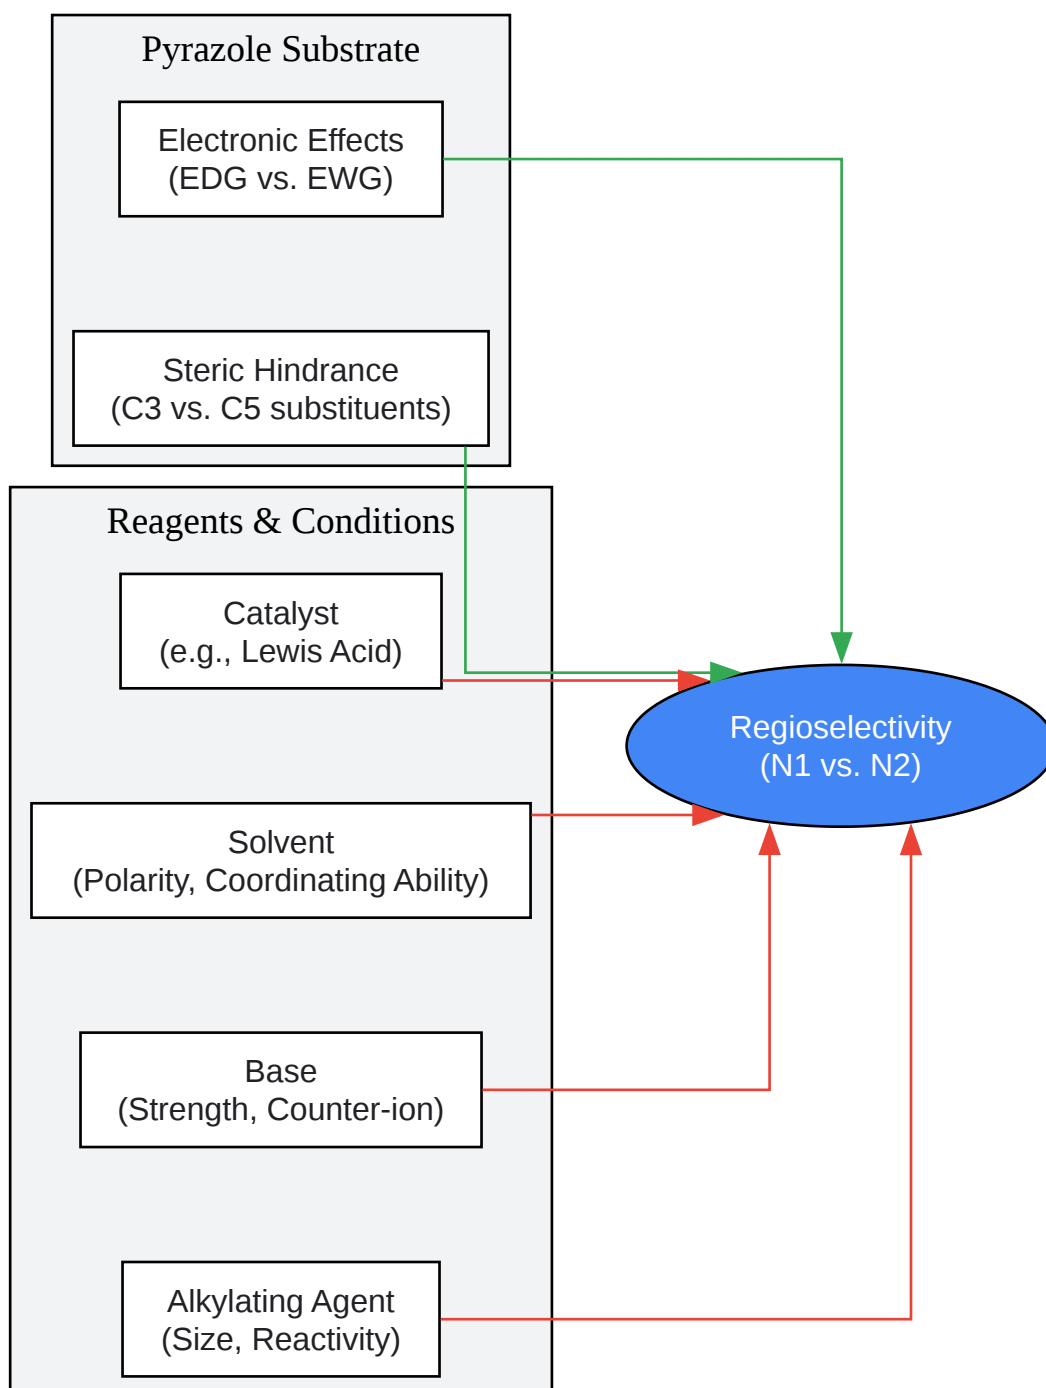 Pyrazole Substrate
Electronic Effects
(EDG vs. EWG)
Steric Hindrance
(C3 vs. C5 substituents)
Reagents & Conditions
Catalyst
(e.g., Lewis Acid)
Regioselectivity
(N1 vs. N2)
Solvent
(Polarity, Coordinating Ability)
Base
(Strength, Counter-ion)
Alkylating Agent
(Size, Reactivity)